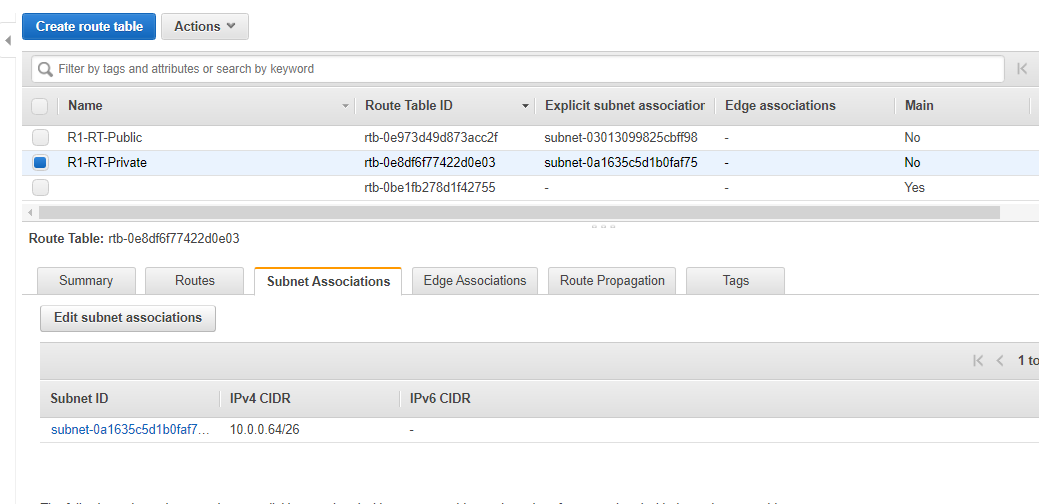 Create route table Actions
Filter by tags and attributes or search by keyword
Name Route Table ID Explicit subnet association Edge associations Main
R1-RT-Public rtb-0e973d49d873acc2f subnet-03013099825cbff98 - No
R1-RT-Private rtb-0e8df6f77422d0e03 subnet-0a1635c5d1b0faf75 - No
rtb-0be1fb278d1f42755 - - Yes
Route Table: rtb-0e8df6f77422d0e03
Summary Routes Subnet Associations Edge Associations Route Propagation Tags
Edit subnet associations
1 to
Subnet ID IPv4 CIDR IPv6 CIDR
subnet-0a1635c5d1b0faf7... 10.0.0.64/26 -